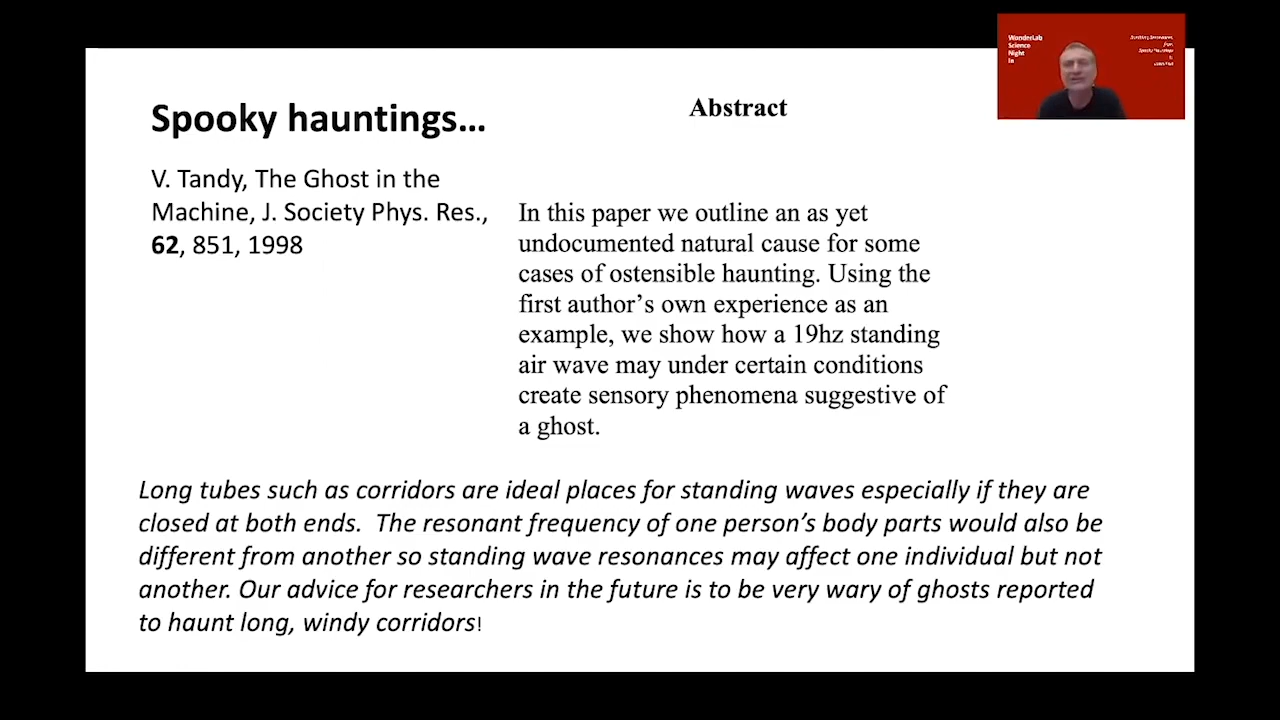 Spooky hauntings...
V. Tandy, The Ghost in the
Machine, J. Society Phys. Res.,
62, 851, 1998
Abstract
In this paper we outline an as yet
undocumented natural cause for some
cases of ostensible haunting. Using the
first author's own experience as an
example, we show how a 19hz standing
air wave may under certain conditions
create sensory phenomena suggestive of
a ghost.
Long tubes such as corridors are ideal places for standing waves especially if they are
closed at both ends. The resonant frequency of one person's body parts would also be
different from another so standing wave resonances may affect one individual but not
another. Our advice for researchers in the future is to be very wary of ghosts reported
to haunt long, windy corridors!
WonderLab
Science
Night
In